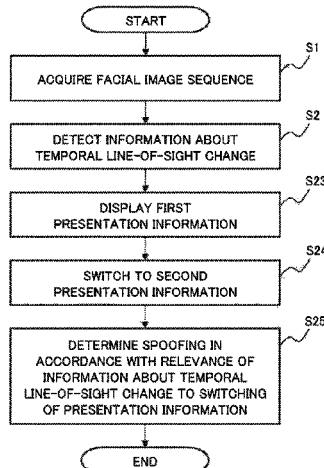 START
S1
ACQUIRE FACIAL IMAGE SEQUENCE
S2
DETECT INFORMATION ABOUT
TEMPORAL LINE-OF-SIGHT CHANGE
S23
DISPLAY FIRST
PRESENTATION INFORMATION
S24
SWITCH TO SECOND
PRESENTATION INFORMATION
S25
DETERMINE SPOOFING IN
ACCORDANCE WITH RELEVANCE OF
INFORMATION ABOUT TEMPORAL
LINE-OF-SIGHT CHANGE TO SWITCHING
OF PRESENTATION INFORMATION
END